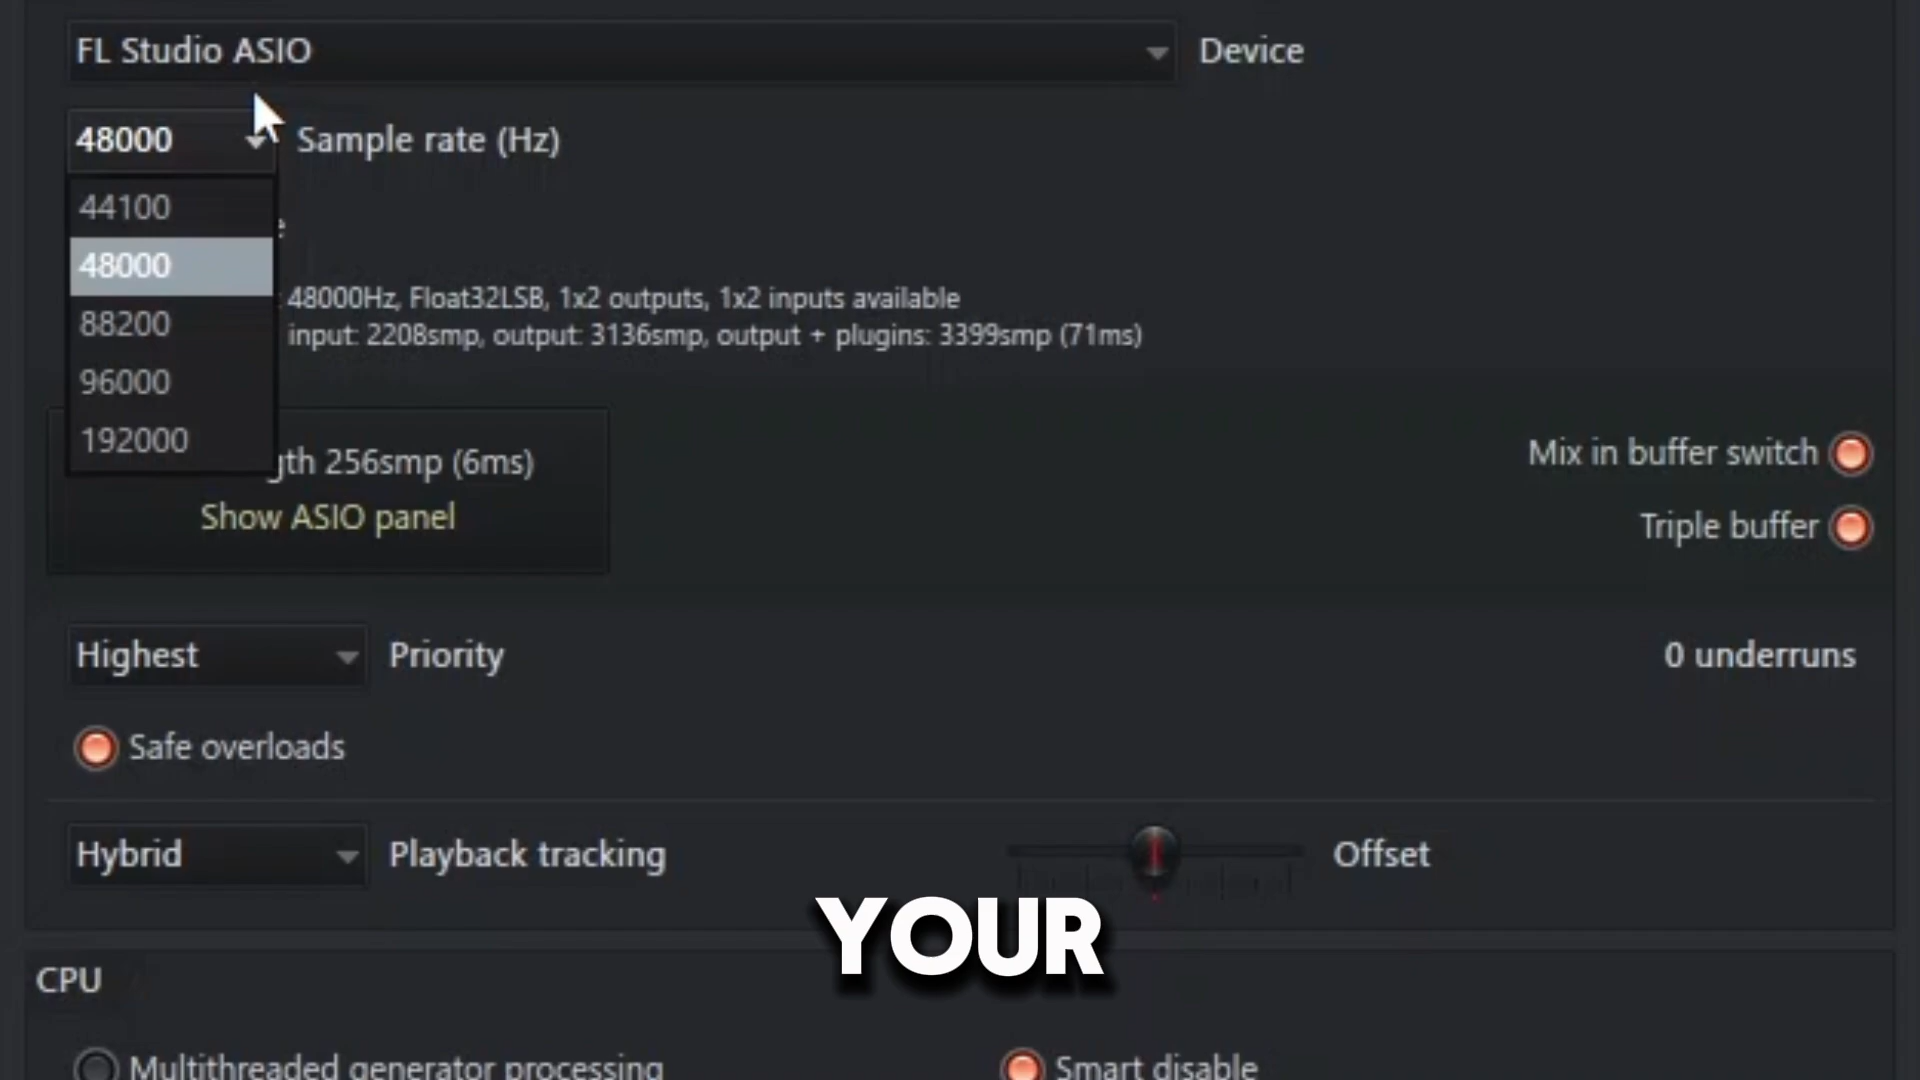 FL Studio ASIO Device
48000 Sample rate (Hz)
44100
48000
48000Hz, Float32LSB, 1x2 outputs, 1x2 inputs available
88200
input: 2208smp, output: 3136smp, output + plugins: 3399smp (71ms)
96000
192000
256smp (6ms)
Mix in buffer switch
Show ASIO panel
Triple buffer
Highest Priority
0 underruns
Safe overloads
Hybrid Playback tracking
Offset
YOUR
CPU
Multithreaded generator processing
Smart disable